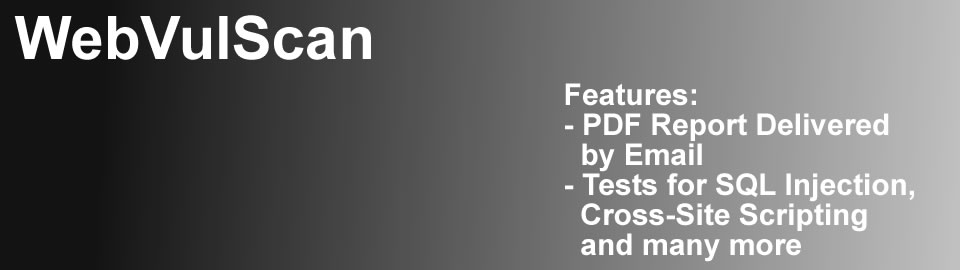 WebVulScan
Features:
- PDF Report Delivered
by Email
- Tests for SQL Injection,
Cross-Site Scripting
and many more